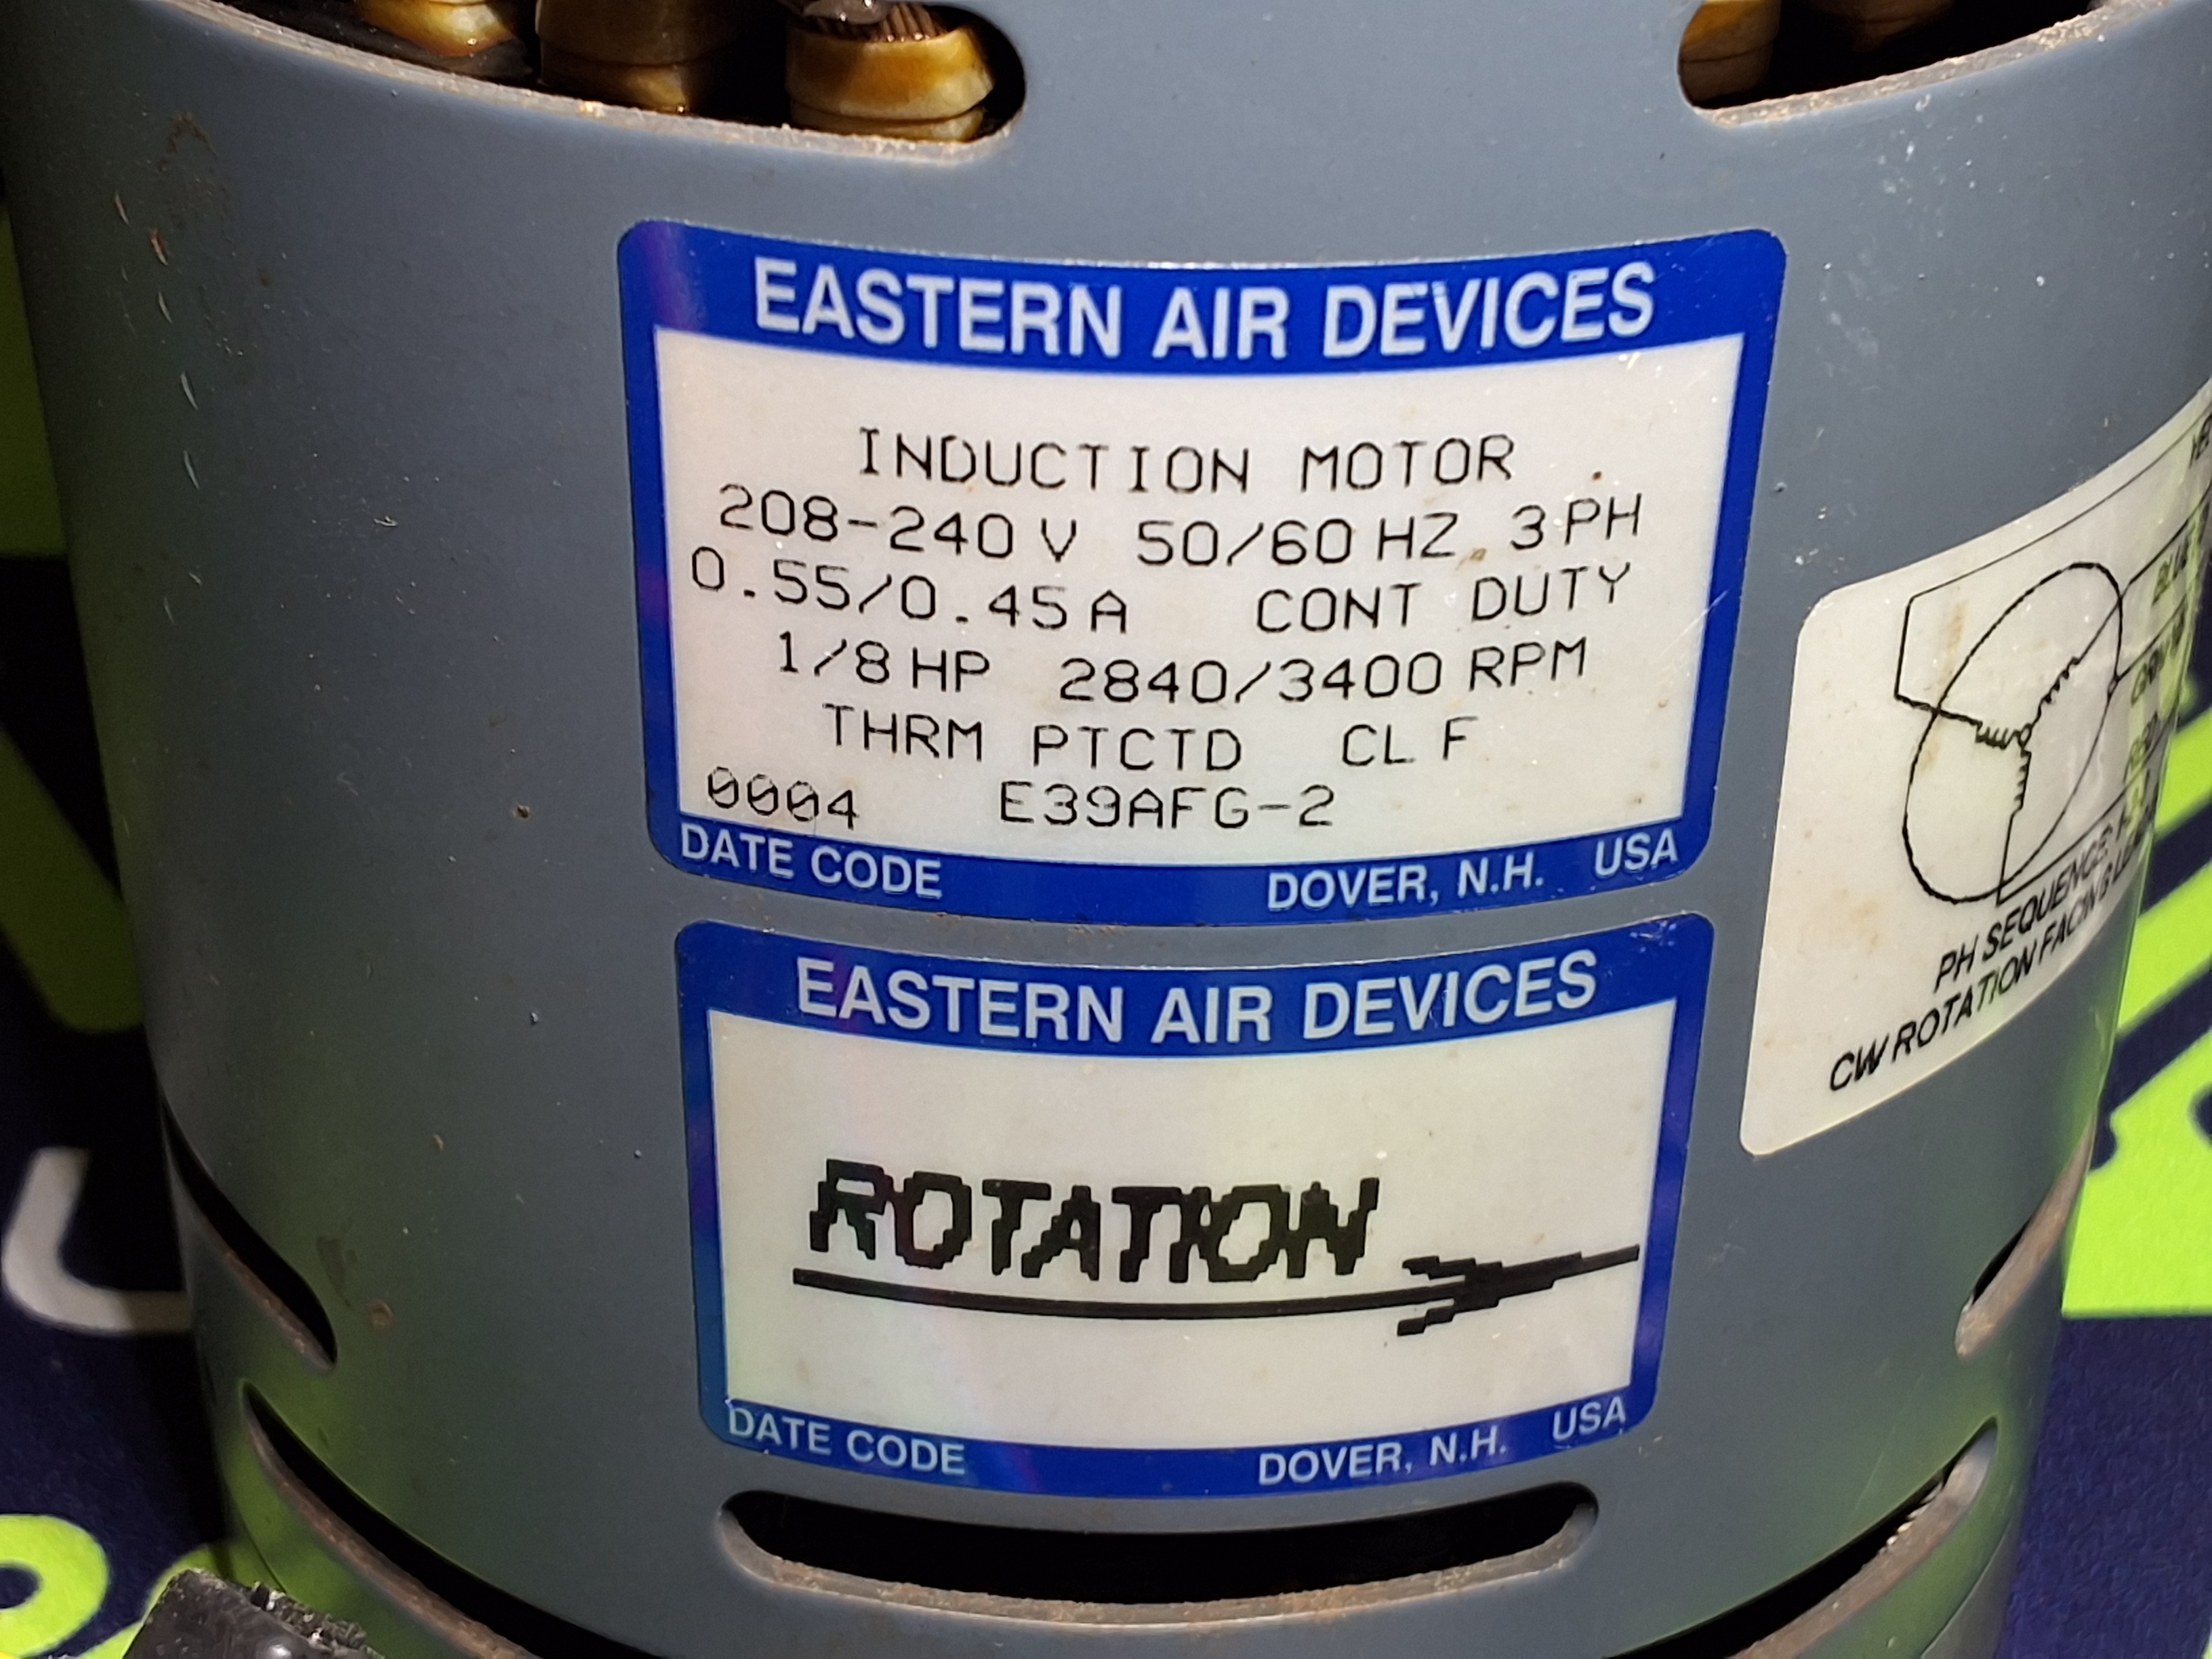 EASTERN AIR DEVICES
INDUCTION MOTOR
208-240 V 50/60 HZ 3 PH
0.55/0.45 A CONT DUTY
1/8 HP 2840/3400 RPM
THRM PTCTD CL F
0004 E39AFG-2
DATE CODE DOVER, N.H. USA
EASTERN AIR DEVICES
ROTATION
DATE CODE DOVER, N.H. USA
PH SEQUENCE
CW ROTATION FACING